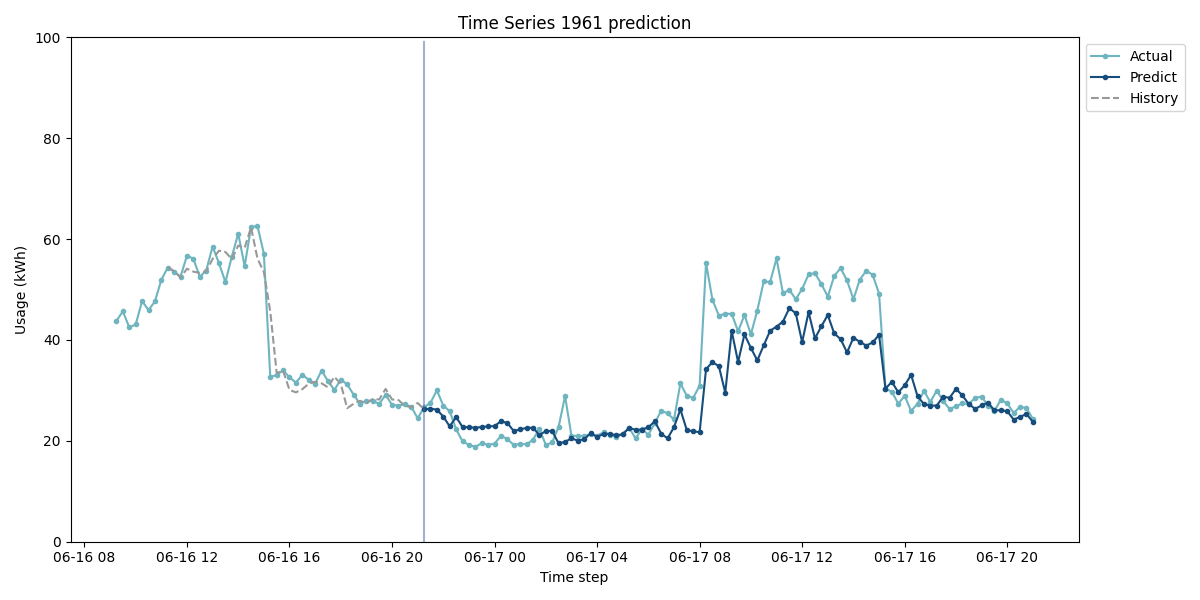 Time Series 1961 prediction
100
80
60
40
20
0
Usage (kWh)
06-16 08
06-16 12
06-16 16
06-16 20
06-17 00
06-17 04
06-17 08
06-17 12
06-17 16
06-17 20
Time step
Actual
Predict
History